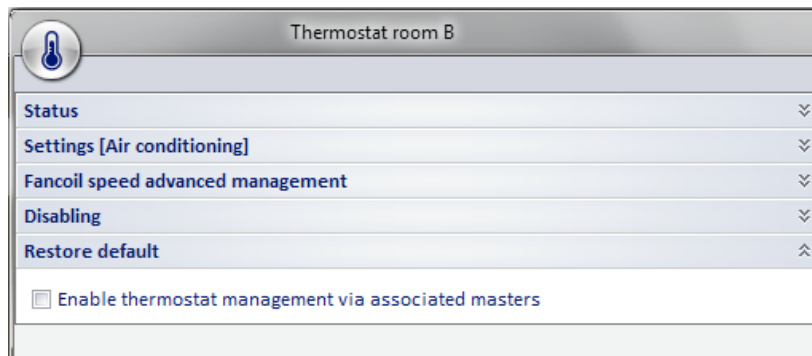 Thermostat room B
Status
Settings [Air conditioning]
Fancoil speed advanced management
Disabling
Restore default
Enable thermostat management via associated masters